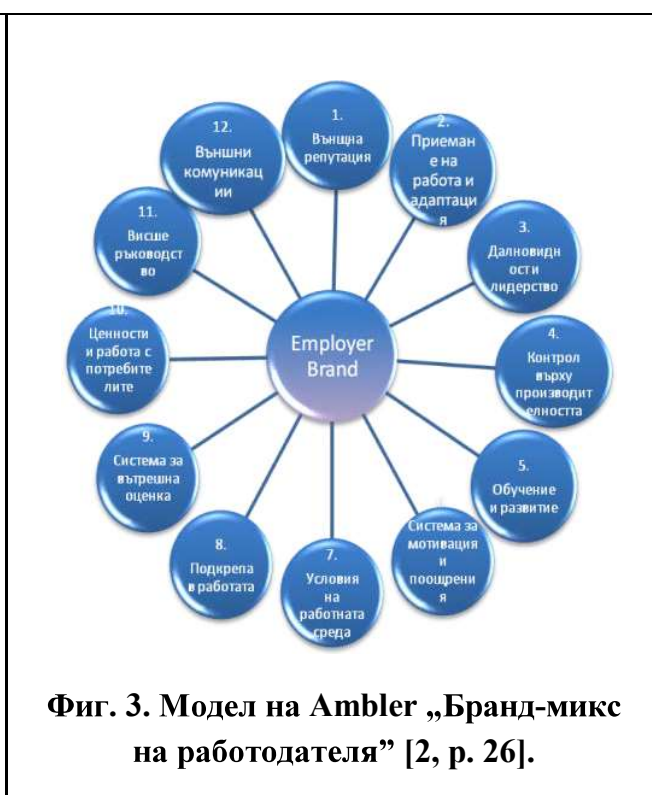 1.
Външна
репутация
2.
Приеман
е на
работа и
адаптаци
я
3.
Далновидн
ост и
лидерство
4.
Контрол
върху
производит
елността
5.
Обучение
и развитие
Система за
мотивация
и
поощрени
я
7.
Условия
на
работната
среда
8.
Подкрепа
в работата
9.
Система за
вътрешна
оценка
10.
Ценности
и работа с
потребите
лите
11.
Висше
ръководст
во
12.
Външни
комуникац
ии
Employer
Brand
Фиг. 3. Модел на Ambler „Бранд-микс
на работодателя” [2, p. 26].